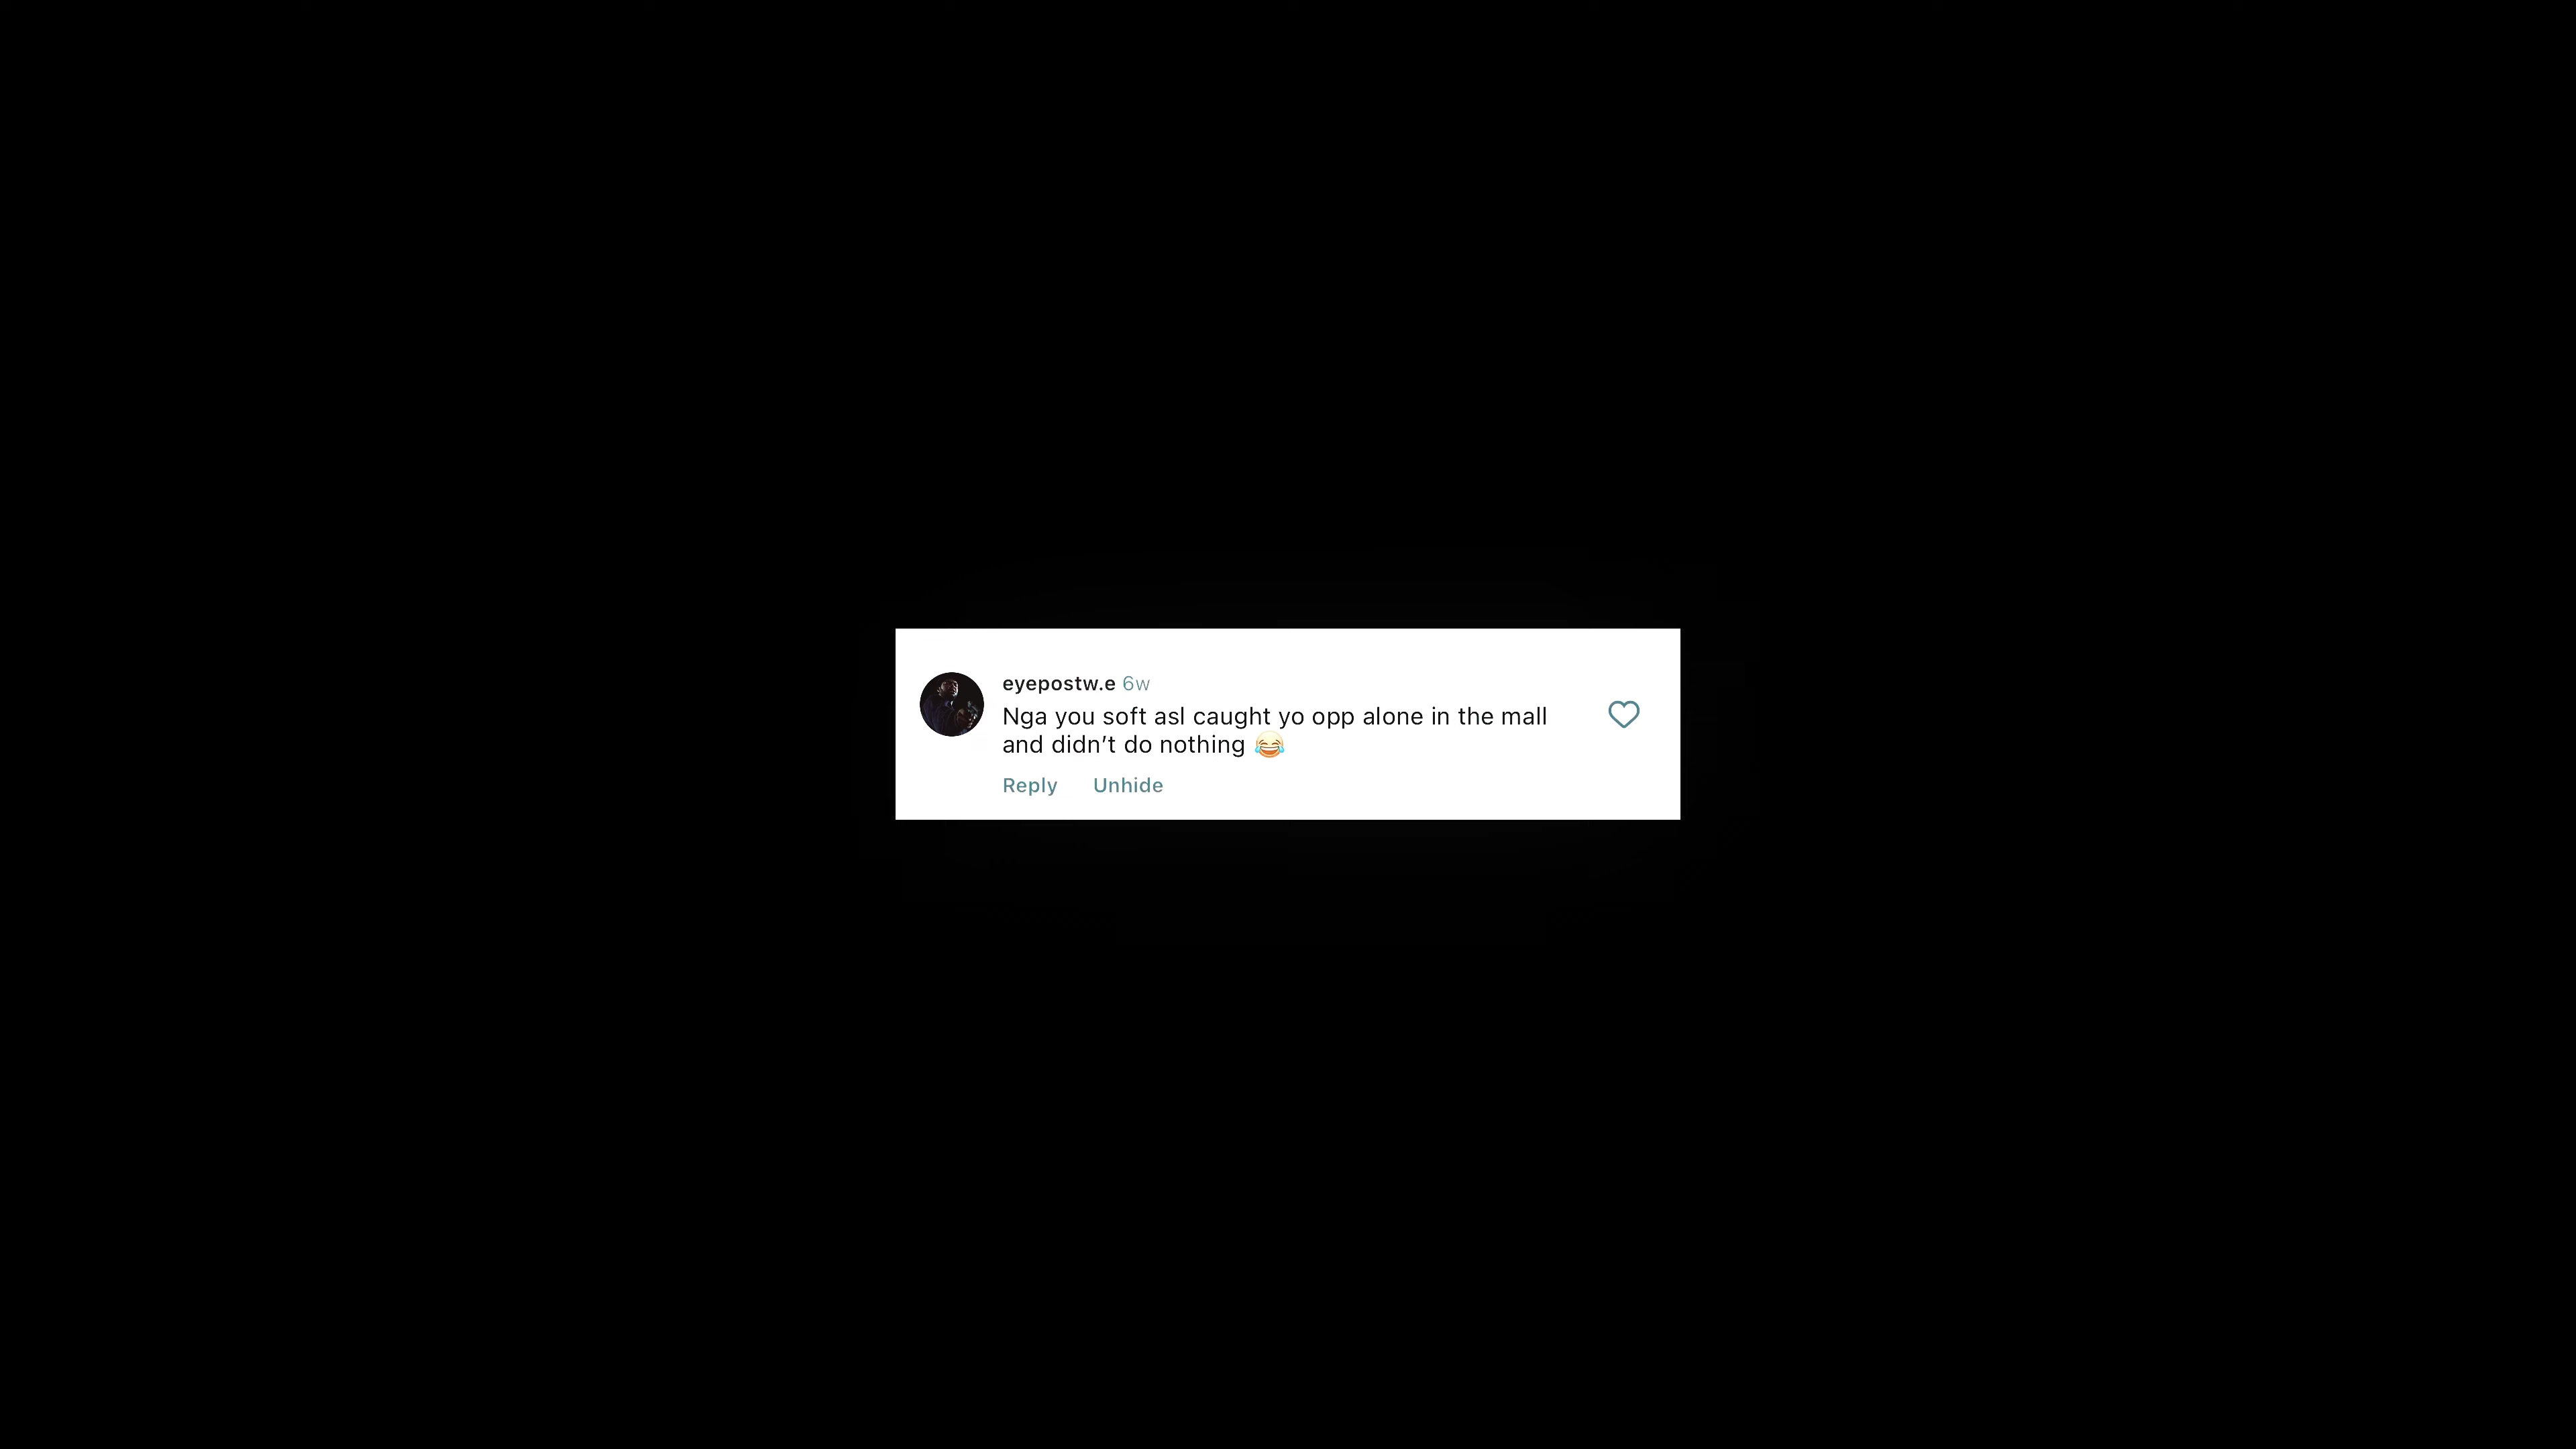 eyepostw.e 6w
Nga you soft asl caught yo opp alone in the mall
and didn’t do nothing 😂
Reply Unhide